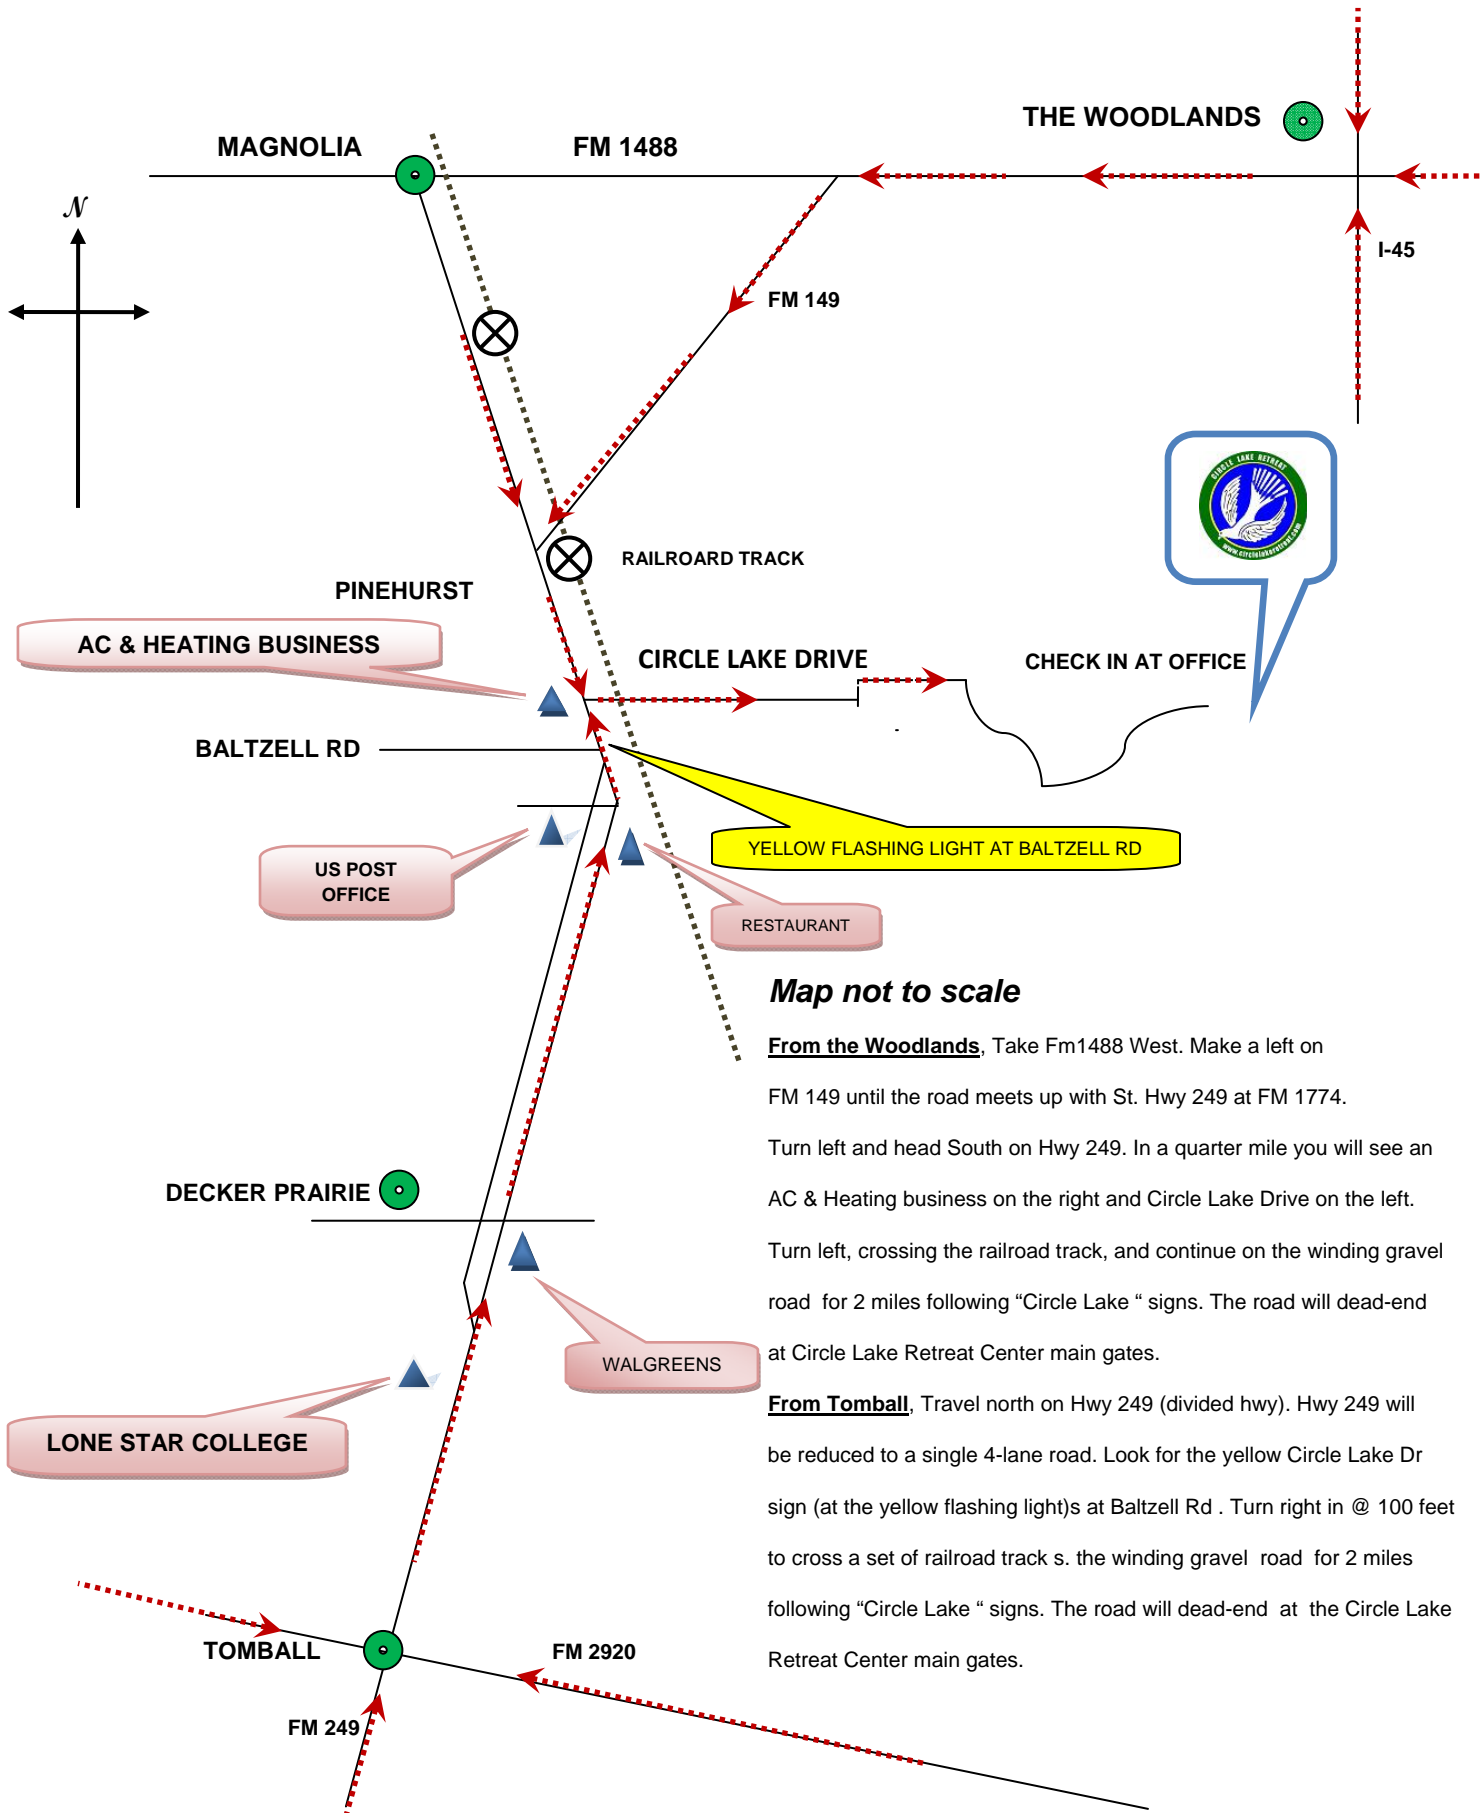 THE WOODLANDS
MAGNOLIA
FM 1488
N
I-45
FM 149
CIRCLE LAKE RETREAT
www.circlelakeretreat.com
RAILROARD TRACK
PINEHURST
AC & HEATING BUSINESS
CIRCLE LAKE DRIVE
CHECK IN AT OFFICE
BALTZELL RD
YELLOW FLASHING LIGHT AT BALTZELL RD
US POST
OFFICE
RESTAURANT
Map not to scale
From the Woodlands, Take Fm1488 West. Make a left on
FM 149 until the road meets up with St. Hwy 249 at FM 1774.
Turn left and head South on Hwy 249. In a quarter mile you will see an
AC & Heating business on the right and Circle Lake Drive on the left.
Turn left, crossing the railroad track, and continue on the winding gravel
road for 2 miles following “Circle Lake “ signs. The road will dead-end
at Circle Lake Retreat Center main gates.
From Tomball, Travel north on Hwy 249 (divided hwy). Hwy 249 will
be reduced to a single 4-lane road. Look for the yellow Circle Lake Dr
sign (at the yellow flashing light)s at Baltzell Rd . Turn right in @ 100 feet
to cross a set of railroad track s. the winding gravel road for 2 miles
following “Circle Lake “ signs. The road will dead-end at the Circle Lake
Retreat Center main gates.
DECKER PRAIRIE
WALGREENS
LONE STAR COLLEGE
TOMBALL
FM 2920
FM 249